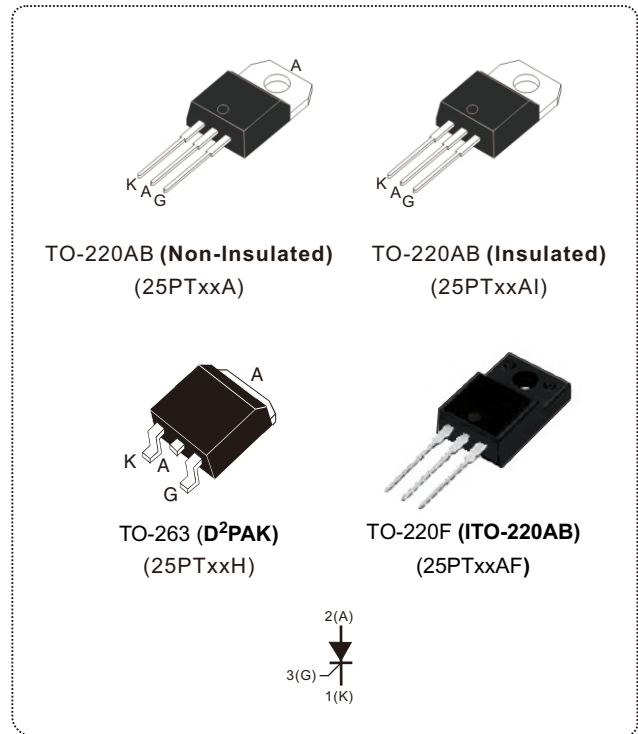 A
K
A
G
K
A
G
TO-220AB (Non-Insulated)
(25PTxxA)
TO-220AB (Insulated)
(25PTxxAI)
A
K
A
G
TO-263 (D²PAK)
(25PTxxH)
TO-220F (ITO-220AB)
(25PTxxAF)
2(A)
3(G)
1(K)